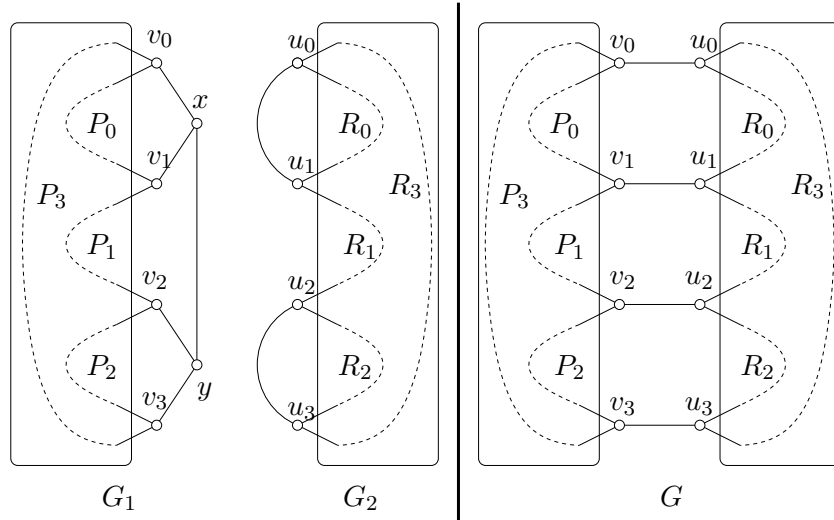 v₀ u₀ v₀ u₀
x
P₀ R₀ P₀ R₀
v₁ u₁ v₁ u₁
P₃ R₃ P₃ R₃
P₁ R₁ P₁ R₁
v₂ u₂ v₂ u₂
P₂ R₂ P₂ R₂
y
v₃ u₃ v₃ u₃
G₁ G₂ G